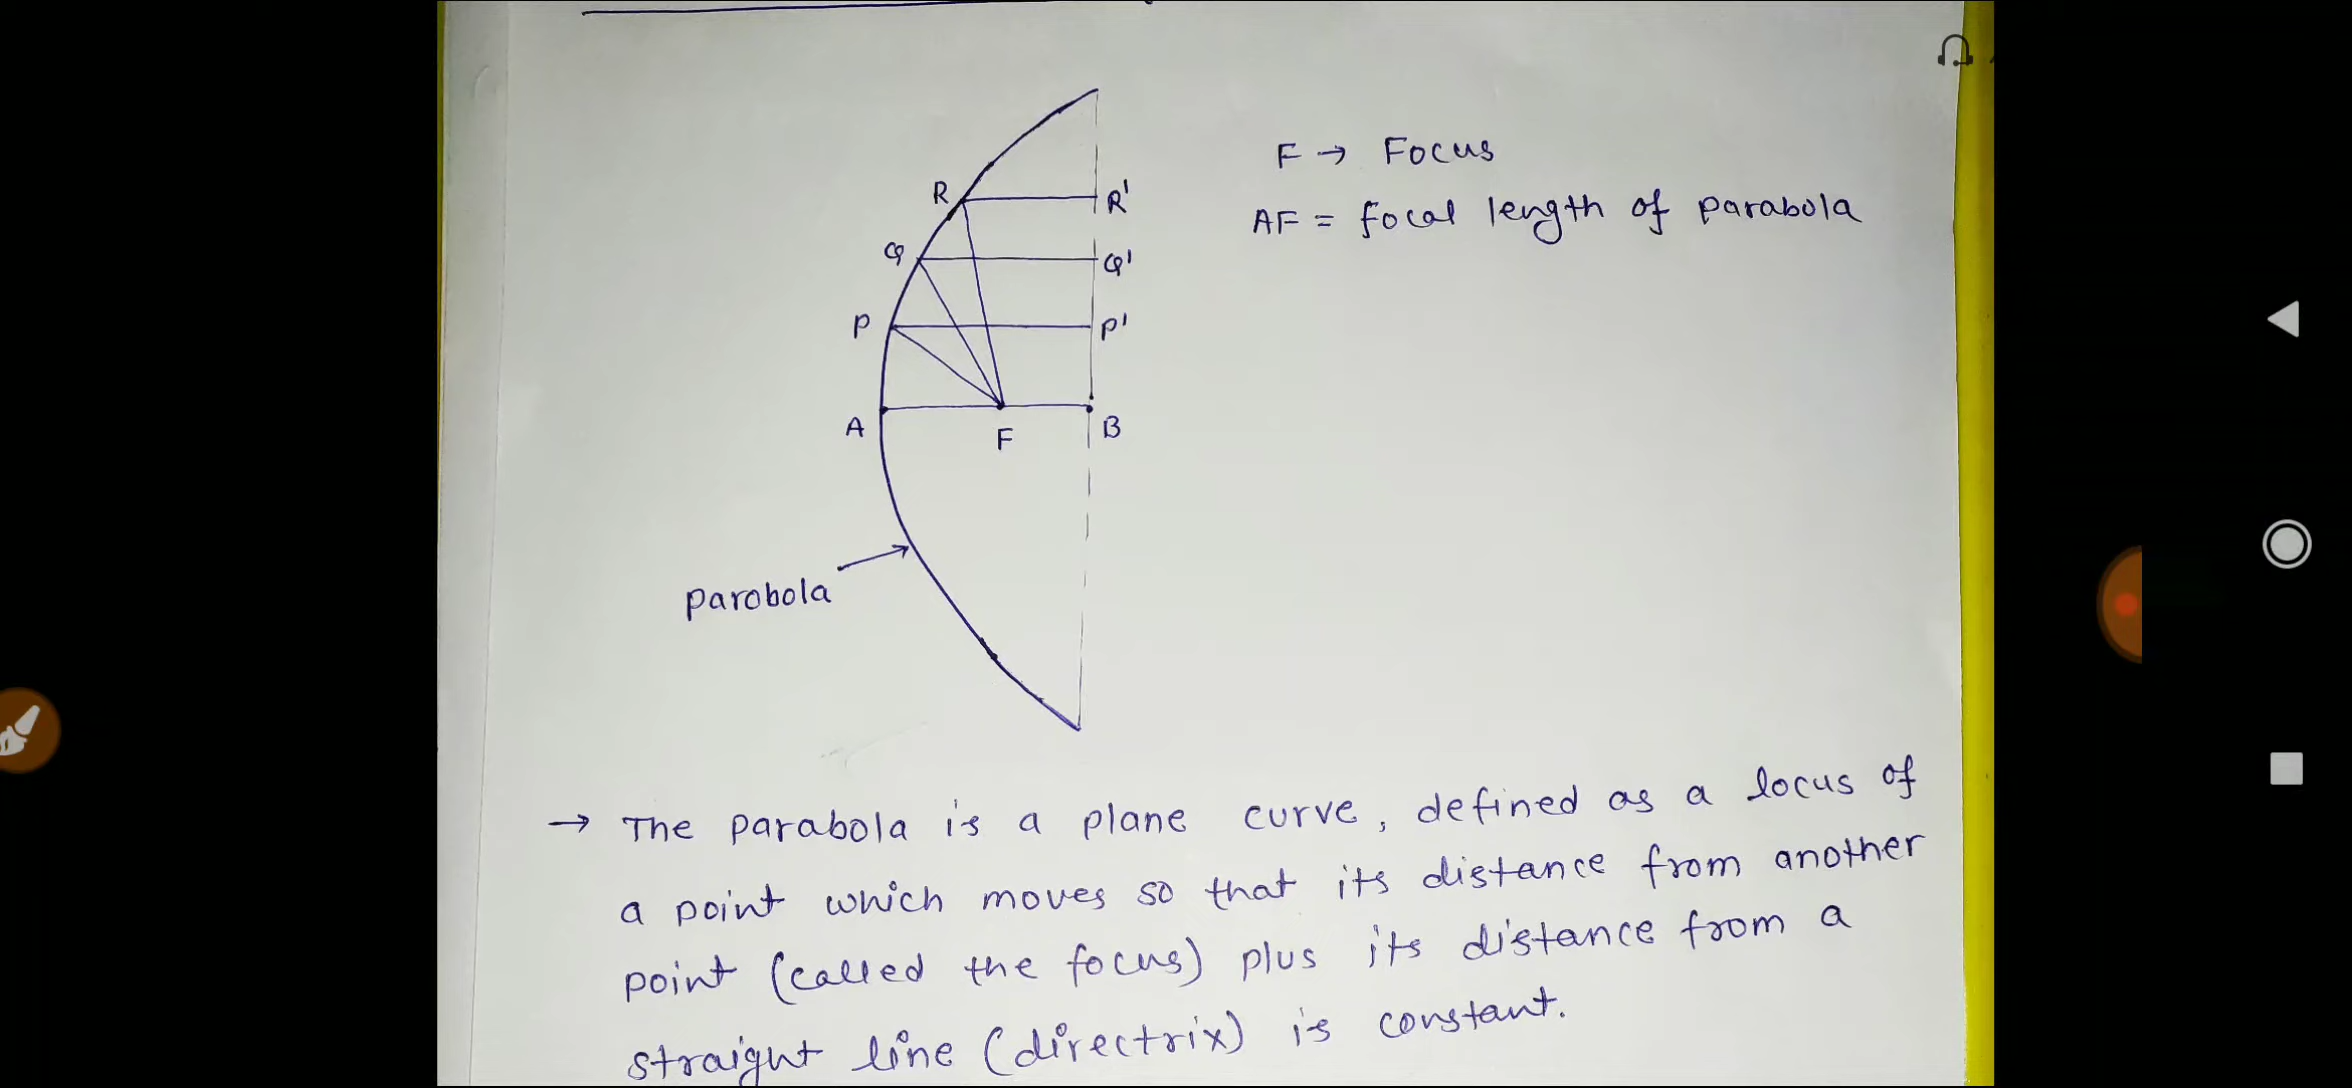 F → Focus
AF = focal length of parabola
R R'
Q Q'
P P'
A F B
Parobola
→ The parabola is a plane curve, defined as a locus of
a point which moves so that its distance from another
point (called the focus) plus its distance from a
straight line (directrix) is constant.